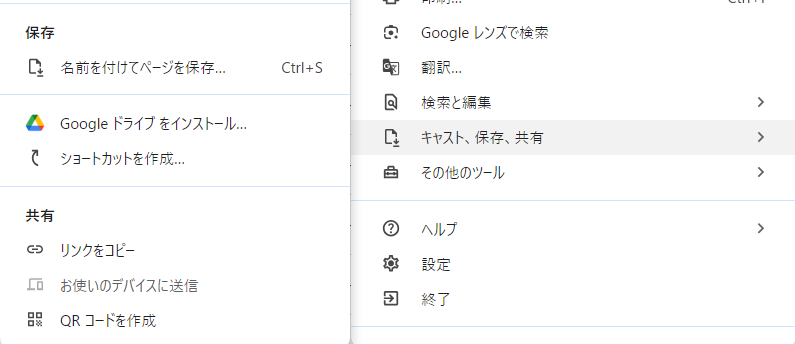 保存
名前を付けてページを保存...
Ctrl+S
Google ドライブ をインストール...
ショートカットを作成...
共有
リンクをコピー
お使いのデバイスに送信
QR コードを作成
Google レンズで検索
翻訳...
検索と編集
キャスト、保存、共有
その他のツール
ヘルプ
設定
終了